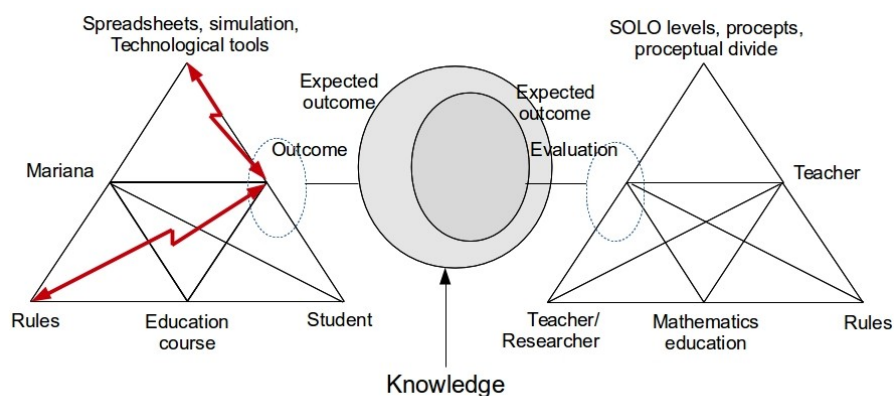 Spreadsheets, simulation,
Technological tools
SOLO levels, procepts,
proceptual divide
Expected
outcome
Expected
outcome
Mariana
Outcome
Evaluation
Teacher
Rules
Education
course
Student
Teacher/
Researcher
Mathematics
education
Rules
Knowledge